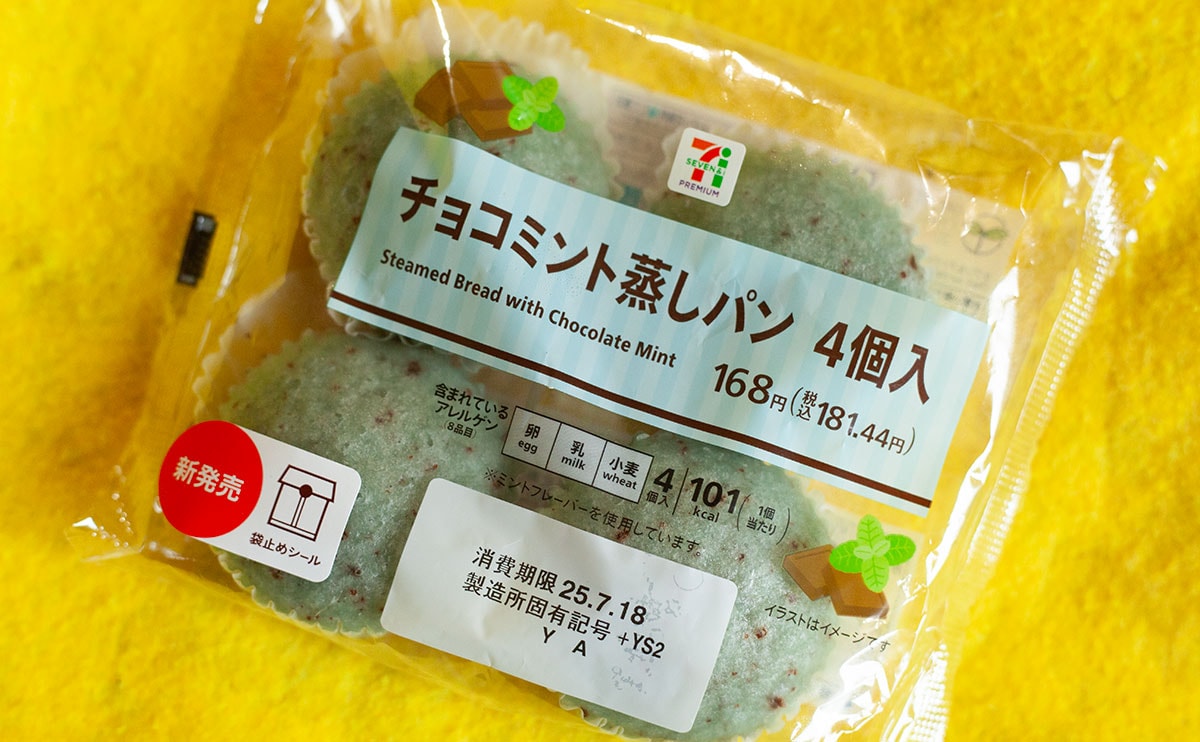 SEVEN&i
PREMIUM
チョコミント蒸しパン 4個入
Steamed Bread with Chocolate Mint
168円(税込181.44円)
含まれている
アレルゲン
(8品目)
卵
egg
乳
milk
小麦
wheat
4個入
101kcal
(1個当たり)
※ミントフレーバーを使用しています。
新発売
袋止めシール
消費期限 25.7.18
製造所固有記号 +YS2
Y A
イラストはイメージです